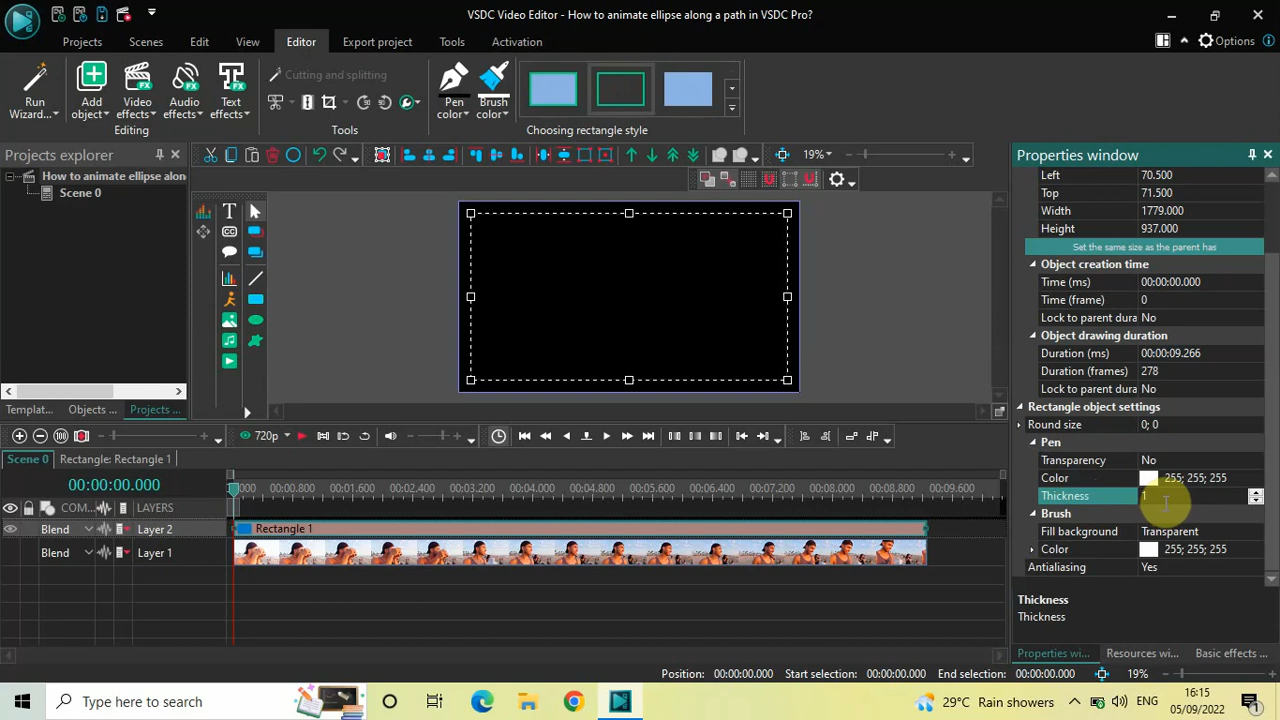 VSDC Video Editor - How to animate ellipse along a path in VSDC Pro?
Projects Scenes Edit View Editor Export project Tools Activation
Options
Run Wizard... Add object Video effects Audio effects Text effects
Cutting and splitting
Pen color Brush color
Editing Tools Choosing rectangle style
Projects explorer
How to animate ellipse along
Scene 0
19%
Properties window
Left 70.500
Top 71.500
Width 1779.000
Height 937.000
Set the same size as the parent has
Object creation time
Time (ms) 00:00:00.000
Time (frame) 0
Lock to parent dura No
Object drawing duration
Duration (ms) 00:00:09.266
Duration (frames) 278
Lock to parent dura No
Rectangle object settings
Round size 0; 0
Pen
Transparency No
Color 255; 255; 255
Thickness 1
Brush
Fill background Transparent
Color 255; 255; 255
Antialiasing Yes
Thickness
Thickness
Templat... Objects ... Projects ...
720p
Scene 0 Rectangle: Rectangle 1
00:00:00.000
000 00:00.800 00:01.600 00:02.400 00:03.200 00:04.000 00:04.800 00:05.600 00:06.400 00:07.200 00:08.000 00:08.800 00:09.600
COM... LAYERS
Blend Layer 2 Rectangle 1
Blend Layer 1
Properties wi... Resources wi... Basic effects ...
Position: 00:00:00.000 Start selection: 00:00:00.000 End selection: 00:00:00.000 19%
Type here to search
29°C Rain showers ENG 16:15 05/09/2022